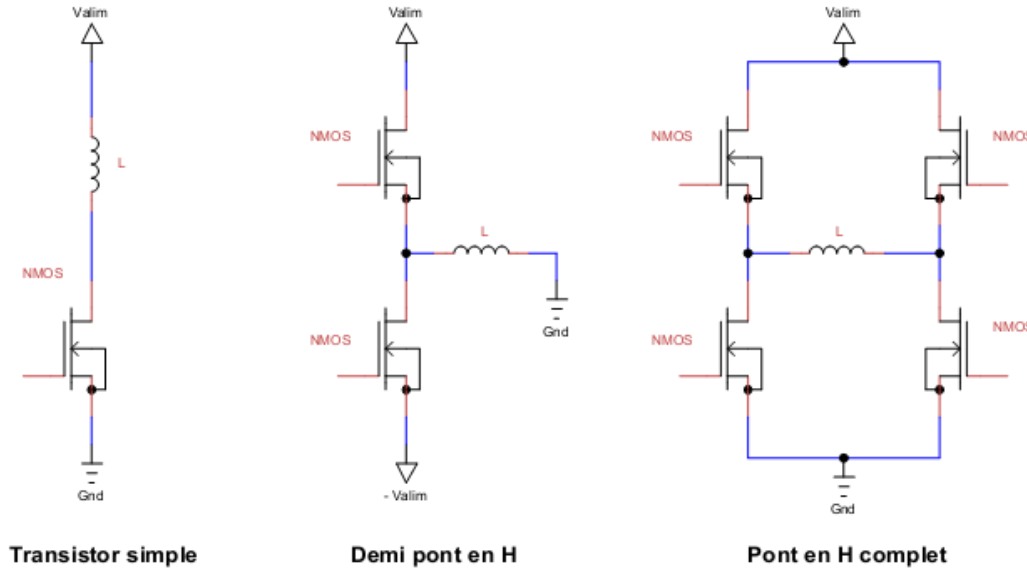 Valim
L
NMOS
Gnd
Transistor simple
Valim
NMOS
L
Gnd
NMOS
- Valim
Demi pont en H
Valim
NMOS
NMOS
L
NMOS
NMOS
Gnd
Pont en H complet